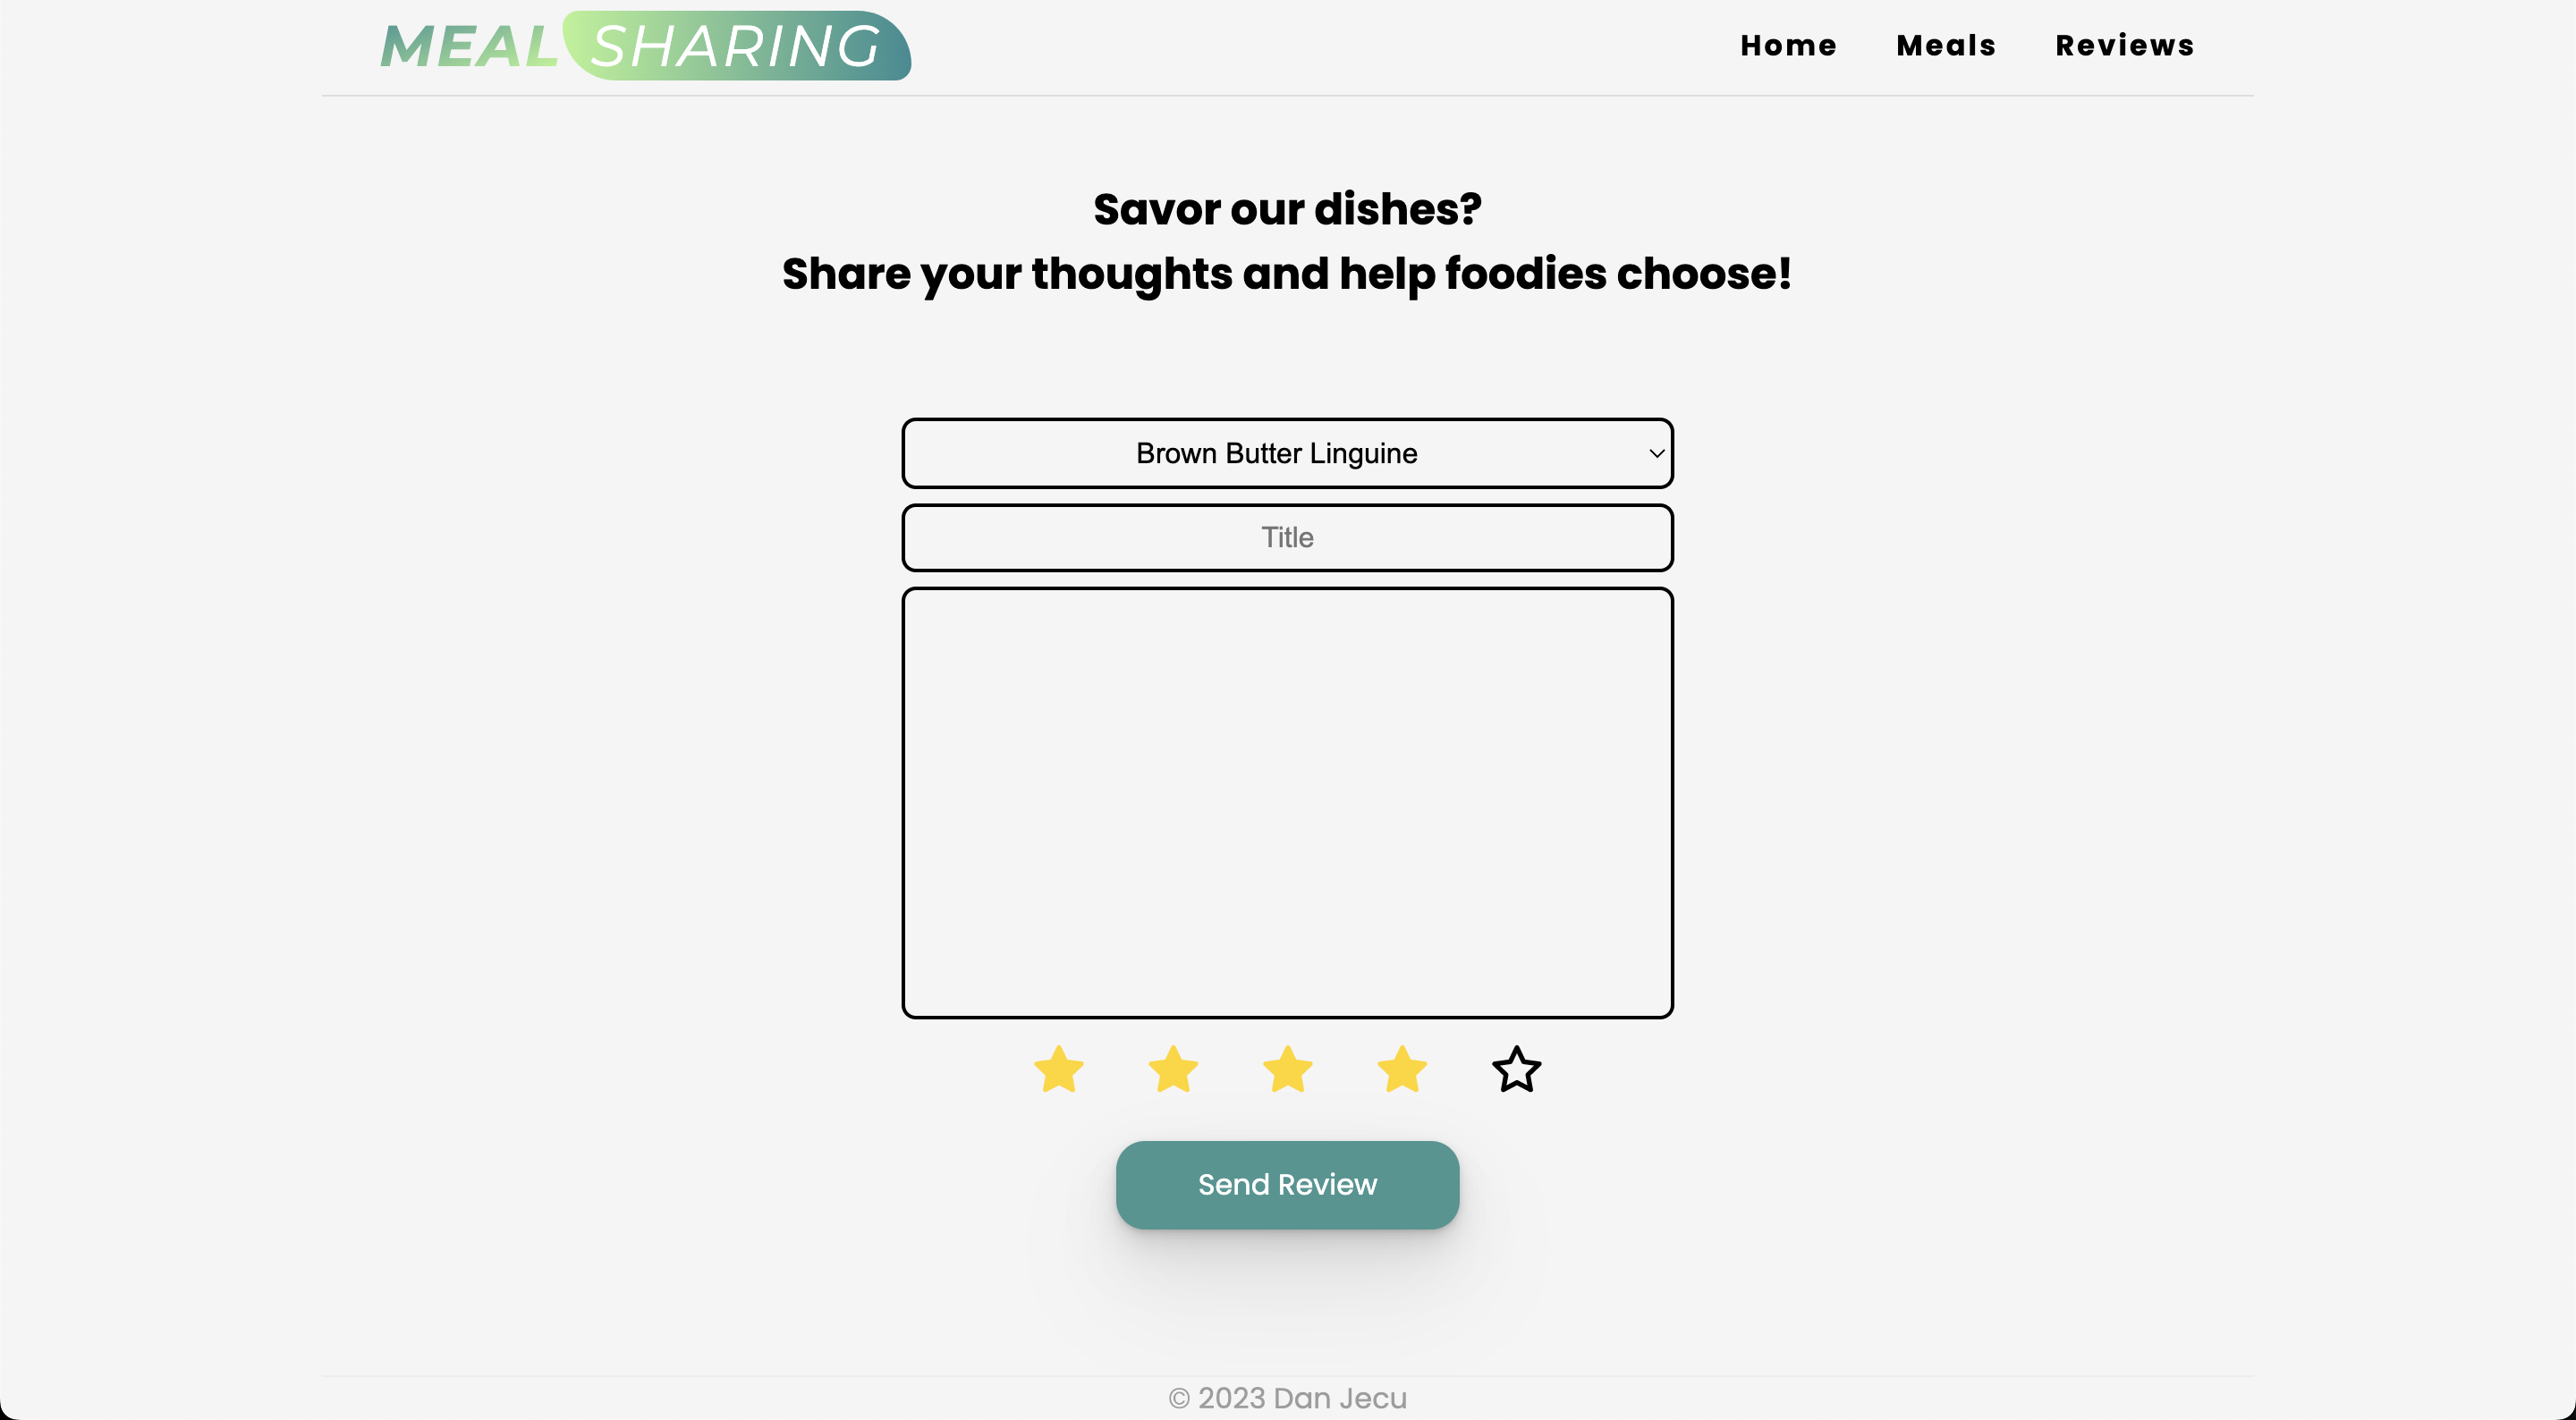 MEAL SHARING
Home Meals Reviews
Savor our dishes?
Share your thoughts and help foodies choose!
Brown Butter Linguine
Title
Send Review
© 2023 Dan Jecu